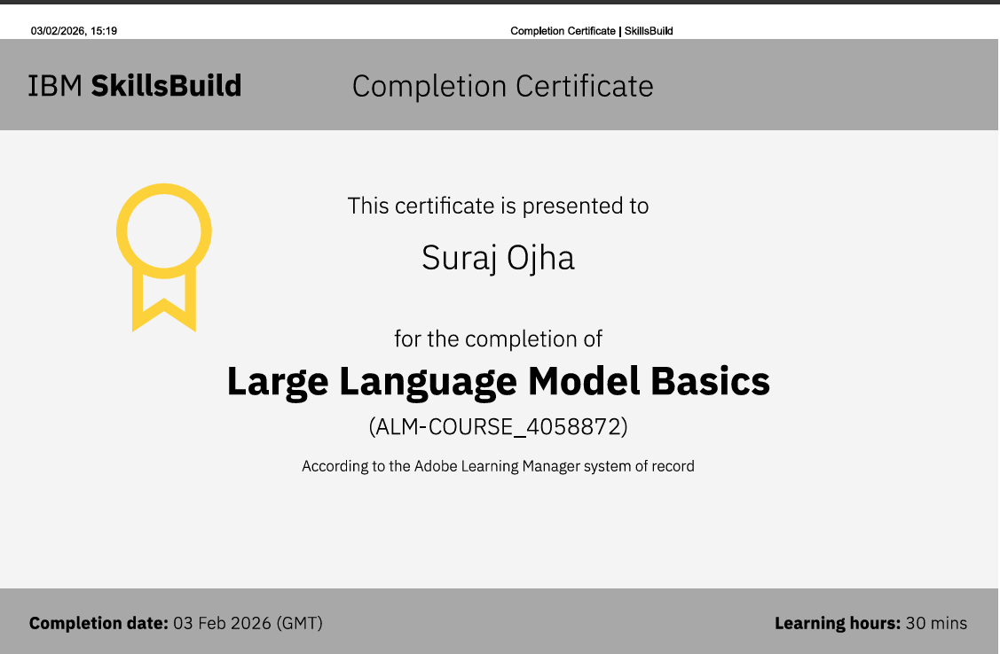 03/02/2026, 15:19 Completion Certificate | SkillsBuild
IBM SkillsBuild Completion Certificate
This certificate is presented to
Suraj Ojha
for the completion of
Large Language Model Basics
(ALM-COURSE_4058872)
According to the Adobe Learning Manager system of record
Completion date: 03 Feb 2026 (GMT) Learning hours: 30 mins